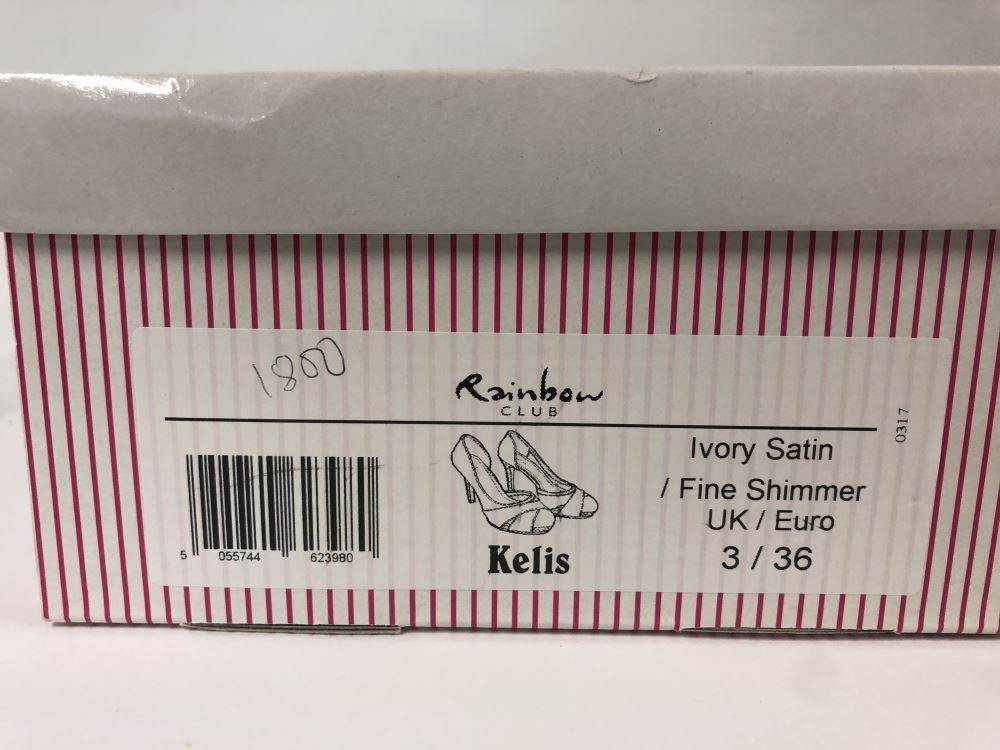 1800
Rainbow
CLUB
0317
Ivory Satin
/ Fine Shimmer
UK / Euro
3 / 36
Kelis
5 055744 623980